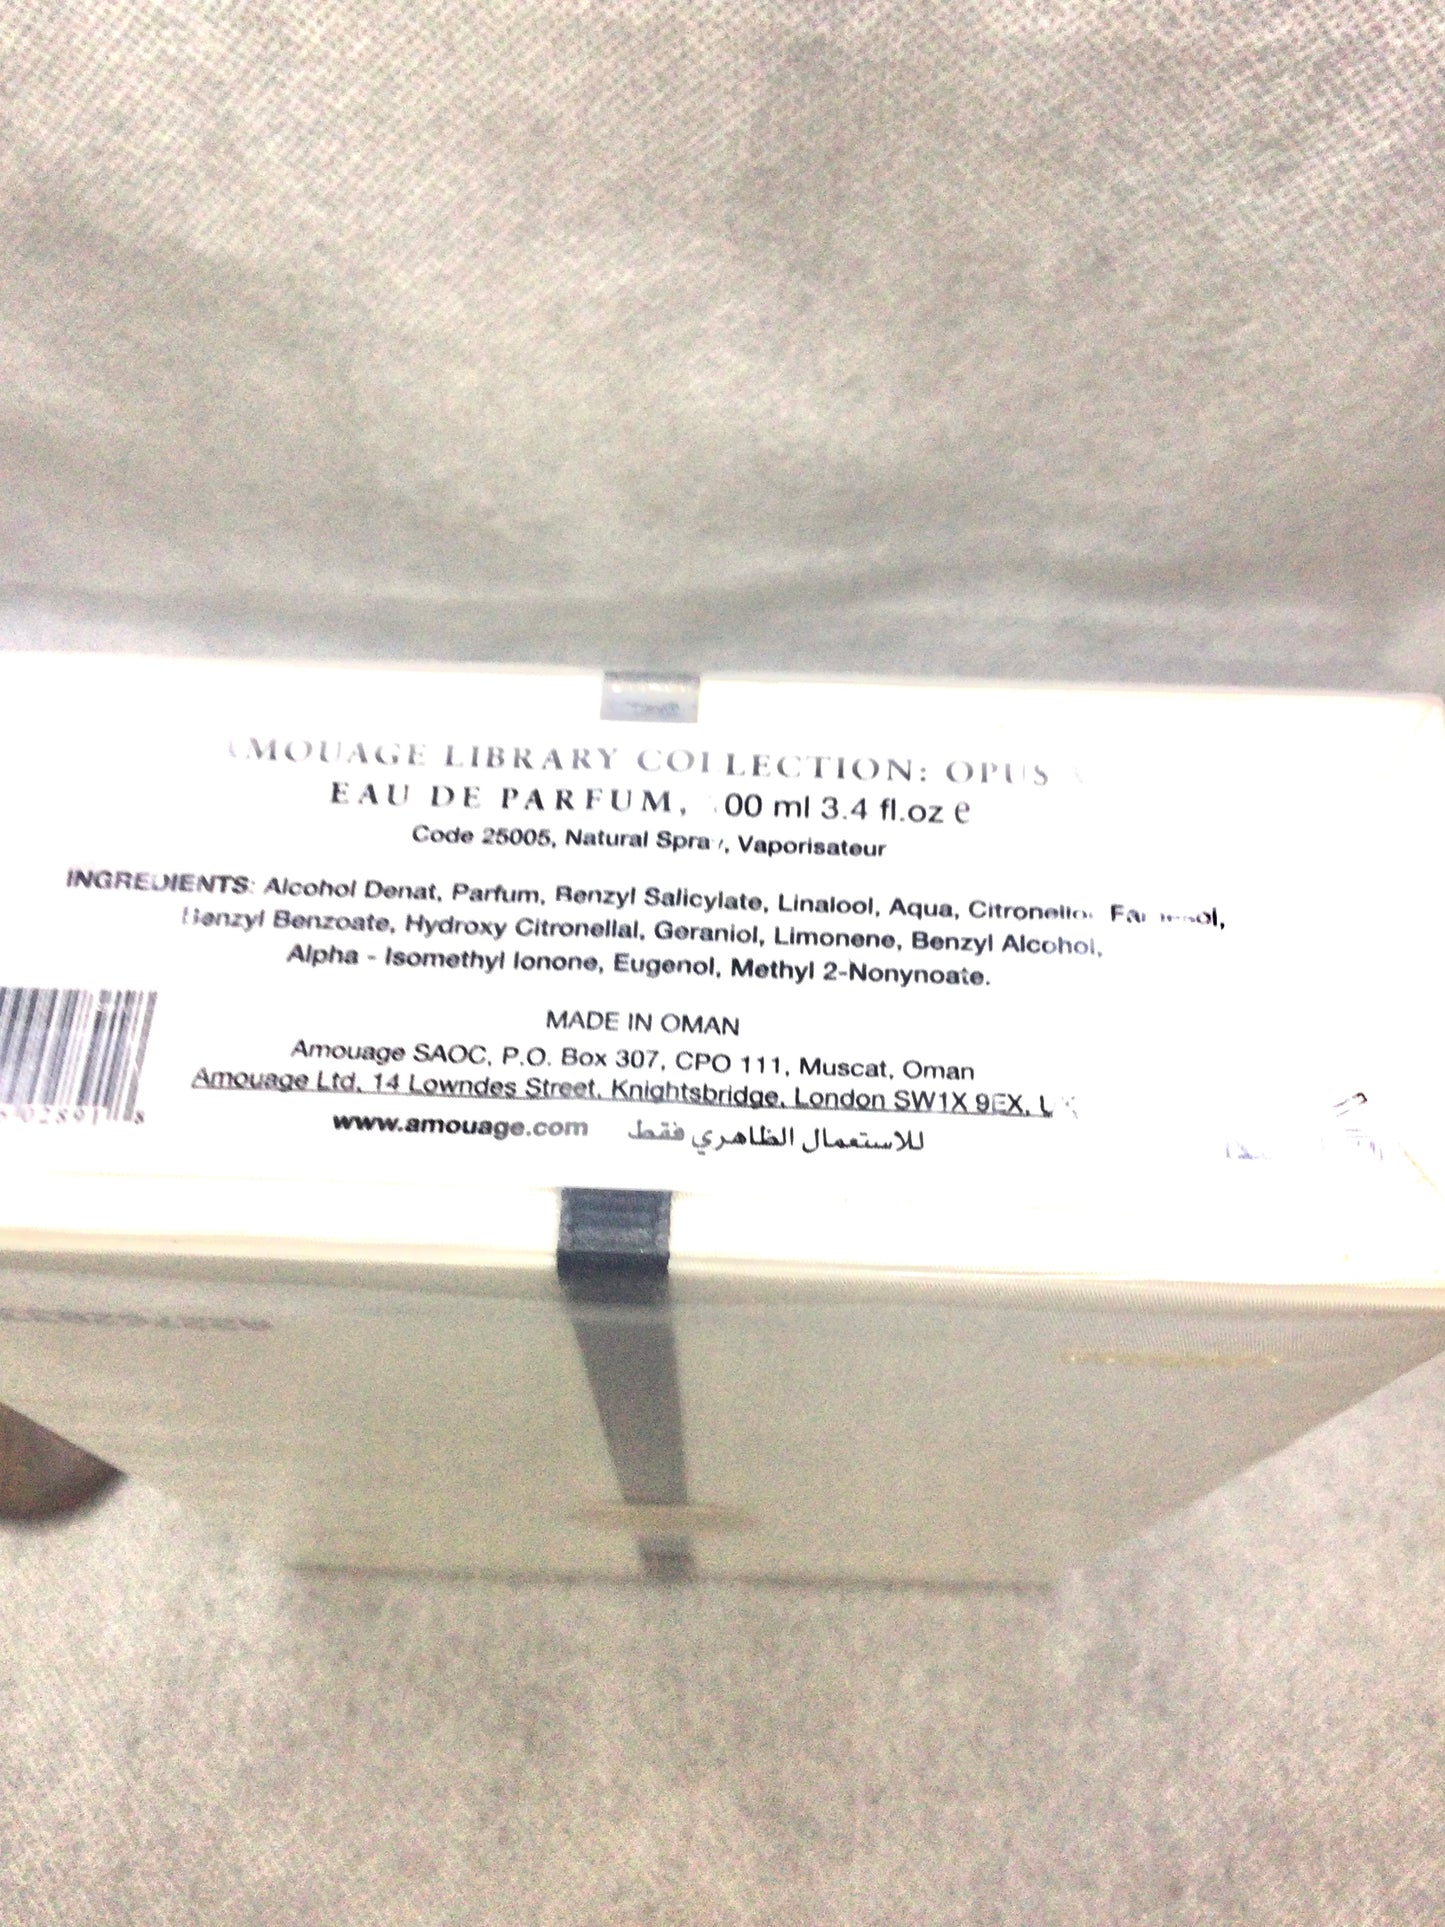 AMOUAGE LIBRARY COLLECTION: OPUS
EAU DE PARFUM, 00 ml 3.4 fl.oz e
Code 25005, Natural Spray, Vaporisateur
INGREDIENTS: Alcohol Denat, Parfum, Benzyl Salicylate, Linalool, Aqua, Citronellol, Farnesol,
Benzyl Benzoate, Hydroxy Citronellal, Geraniol, Limonene, Benzyl Alcohol,
Alpha - Isomethyl Ionone, Eugenol, Methyl 2-Nonynoate.
MADE IN OMAN
Amouage SAOC, P.O. Box 307, CPO 111, Muscat, Oman
Amouage Ltd, 14 Lowndes Street, Knightsbridge, London SW1X 9EX,
www.amouage.com للاستعمال الظاهري فقط